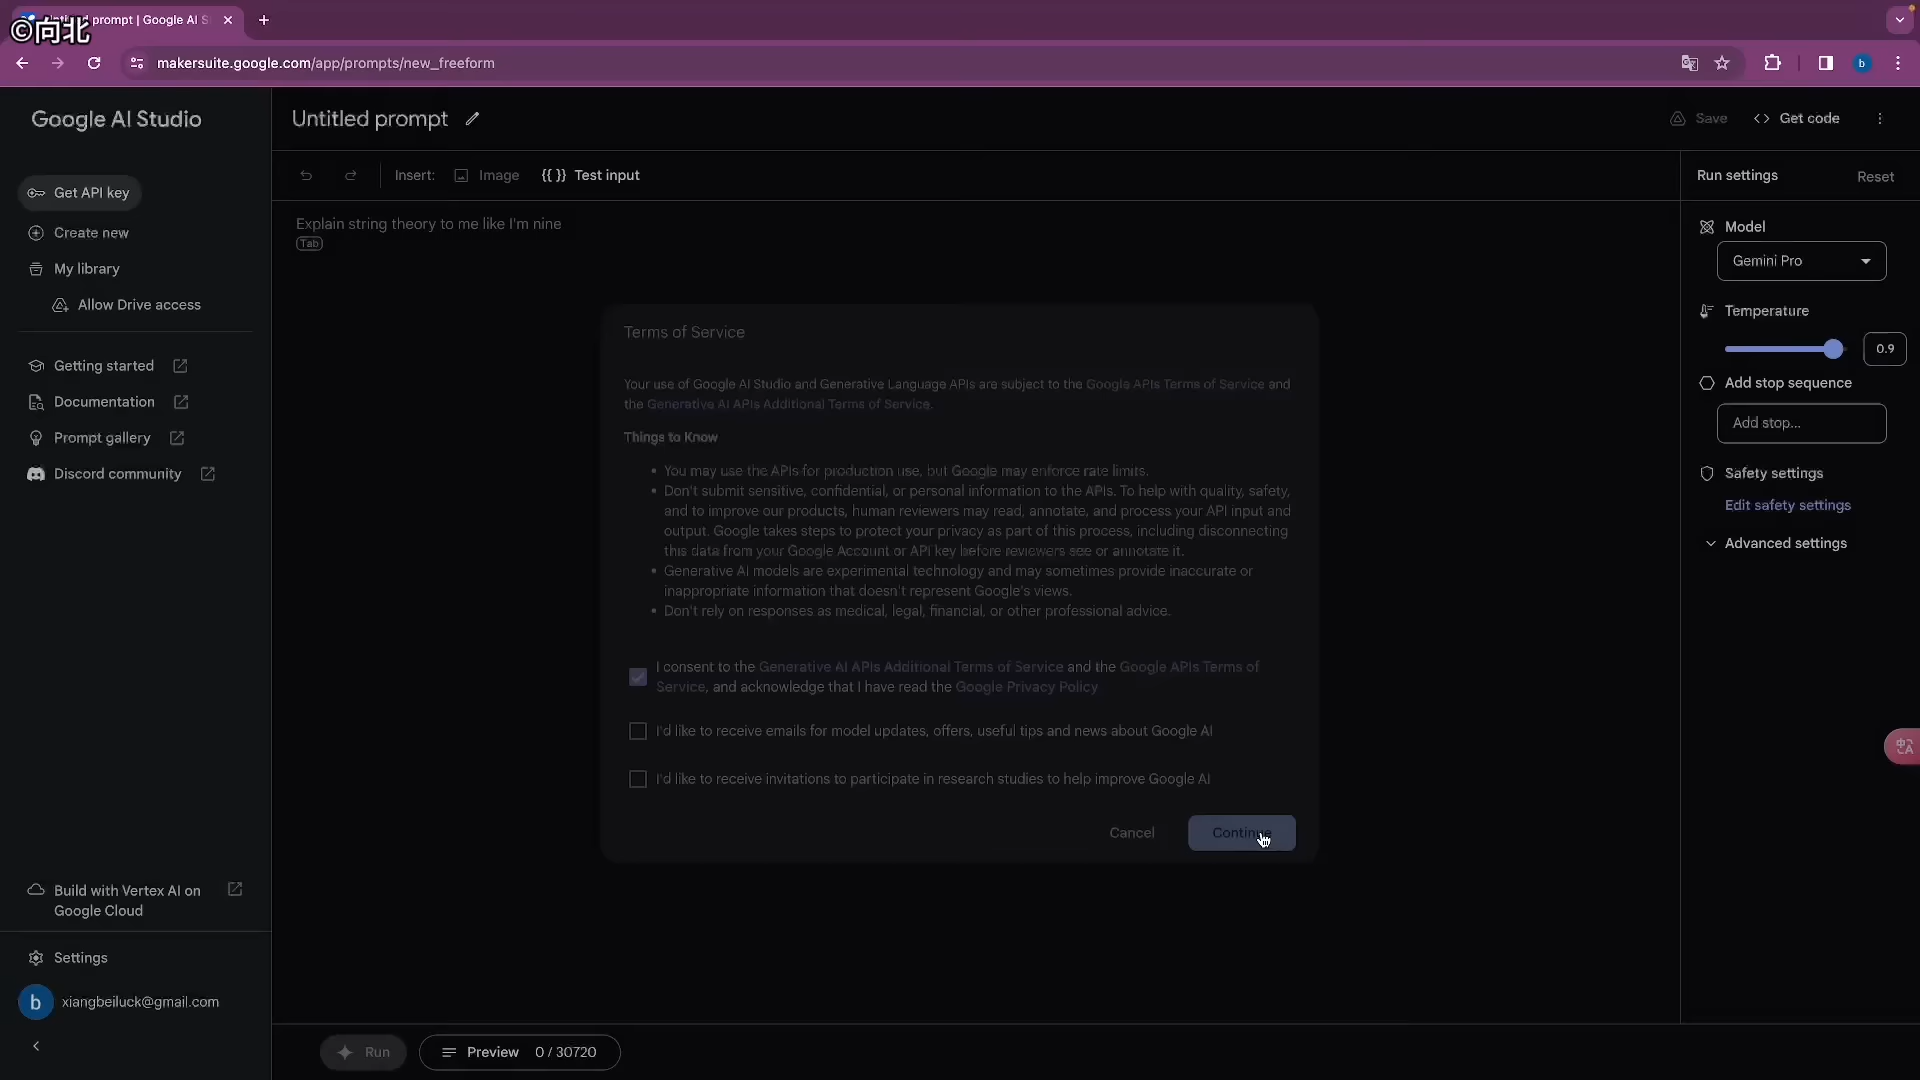 ©向北
Untitled prompt | Google AI S
makersuite.google.com/app/prompts/new_freeform
b
Google AI Studio
Untitled prompt
Save
Get code
Get API key
Create new
My library
Allow Drive access
Getting started
Documentation
Prompt gallery
Discord community
Build with Vertex AI on
Google Cloud
Settings
b
xiangbeiluck@gmail.com
Insert:
Image
{{ }} Test input
Explain string theory to me like I'm nine
Tab
Terms of Service
Your use of Google AI Studio and Generative Language APIs are subject to the Google APIs Terms of Service and
the Generative AI APIs Additional Terms of Service.
Things to Know
• You may use the APIs for production use, but Google may enforce rate limits.
• Don't submit sensitive, confidential, or personal information to the APIs. To help with quality, safety,
and to improve our products, human reviewers may read, annotate, and process your API input and
output. Google takes steps to protect your privacy as part of this process, including disconnecting
this data from your Google Account or API key before reviewers see or annotate it.
• Generative AI models are experimental technology and may sometimes provide inaccurate or
inappropriate information that doesn't represent Google's views.
• Don't rely on responses as medical, legal, financial, or other professional advice.
I consent to the Generative AI APIs Additional Terms of Service and the Google APIs Terms of
Service, and acknowledge that I have read the Google Privacy Policy
I'd like to receive emails for model updates, offers, useful tips and news about Google AI
I'd like to receive invitations to participate in research studies to help improve Google AI
Cancel
Continue
Run
Preview
0 / 30720
Run settings
Reset
Model
Gemini Pro
Temperature
0.9
Add stop sequence
Add stop...
Safety settings
Edit safety settings
Advanced settings